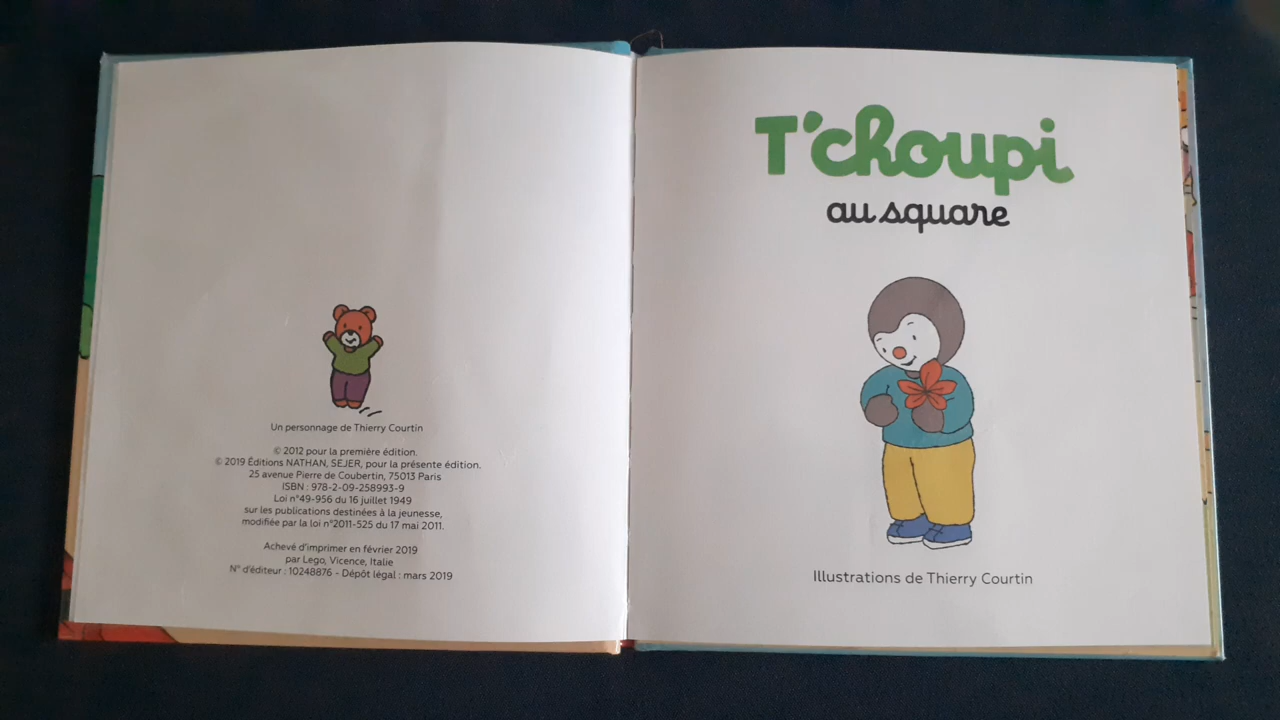 Un personnage de Thierry Courtin
© 2012 pour la première édition.
© 2019 Éditions NATHAN, SEJER, pour la présente édition.
25 avenue Pierre de Coubertin, 75013 Paris
ISBN : 978-2-09-258993-9
Loi n°49-956 du 16 juillet 1949
sur les publications destinées à la jeunesse,
modifiée par la loi n°2011-525 du 17 mai 2011.
Achevé d'imprimer en février 2019
par Lego, Vicence, Italie
N° d'éditeur : 10248876 - Dépôt légal : mars 2019
T'choupi
au square
Illustrations de Thierry Courtin